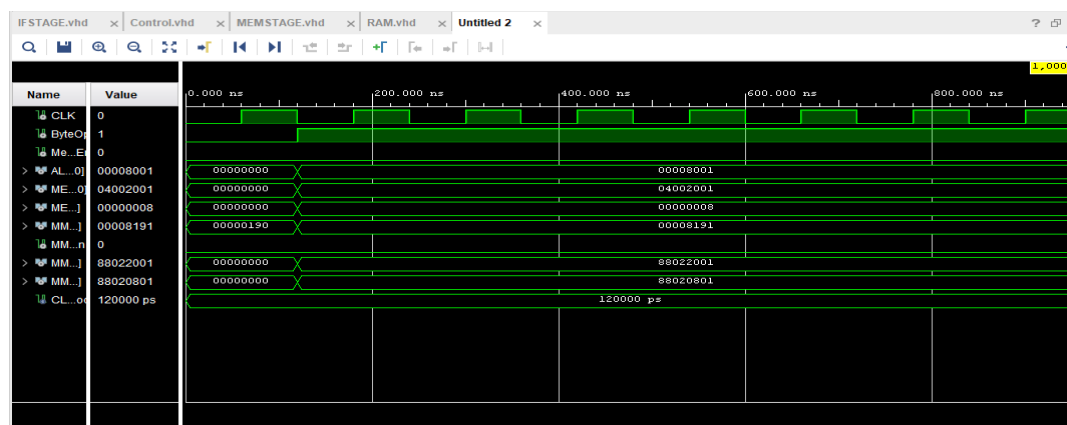 IFSTAGE.vhd × Control.vhd × MEMSTAGE.vhd × RAM.vhd × Untitled 2 × ?
1,000
Name Value 0.000 ns 200.000 ns 400.000 ns 600.000 ns 800.000 ns
CLK 0
ByteOp 1
Me...E 0
> AL...0] 00008001 00000000 00008001
> ME...0] 04002001 00000000 04002001
> ME...] 00000008 00000000 00000008
> MM...] 00008191 00000190 00008191
MM...n 0
> MM...] 88022001 00000000 88022001
> MM...] 88020801 00000000 88020801
CL...oc 120000 ps 120000 ps